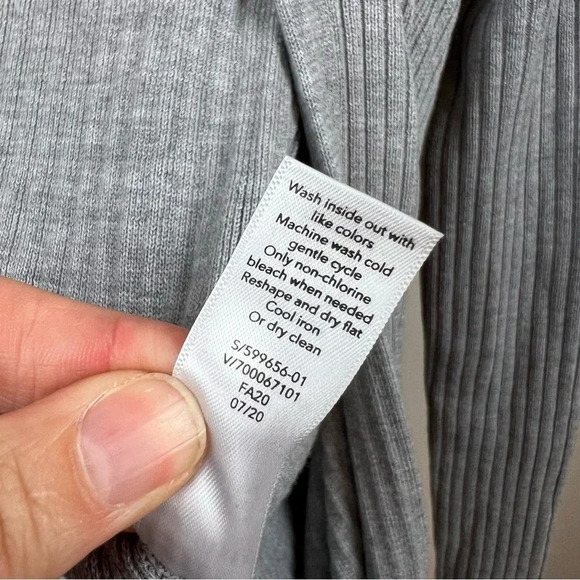 Wash inside out with
like colors
Machine wash cold
gentle cycle
Only non-chlorine
bleach when needed
Reshape and dry flat
Cool iron
Or dry clean
S/599656-01
V/700067101
FA20
07/20